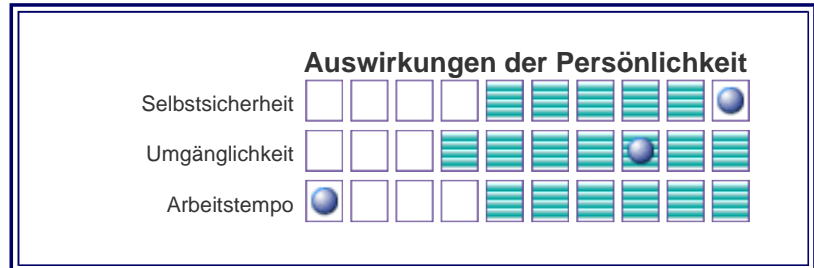 Auswirkungen der Persönlichkeit
Selbstsicherheit
Umgänglichkeit
Arbeitstempo